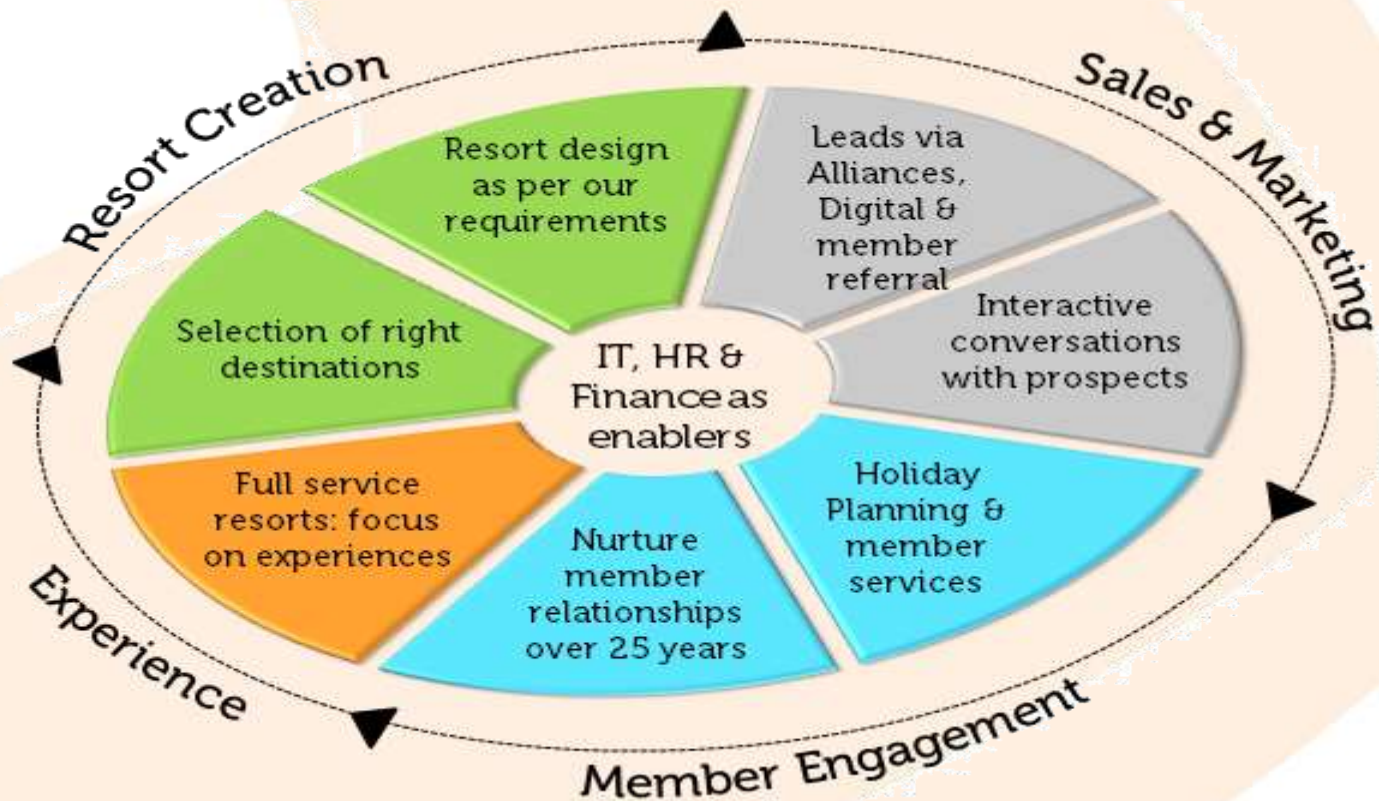 Resort Creation
Sales & Marketing
Resort design
as per our
requirements
Leads via
Alliances,
Digital &
member
referral
Interactive
conversations
with prospects
Selection of right
destinations
IT, HR &
Finance as
enablers
Full service
resorts: focus
on experiences
Nurture
member
relationships
over 25 years
Holiday
Planning &
member
services
Experience
Member Engagement